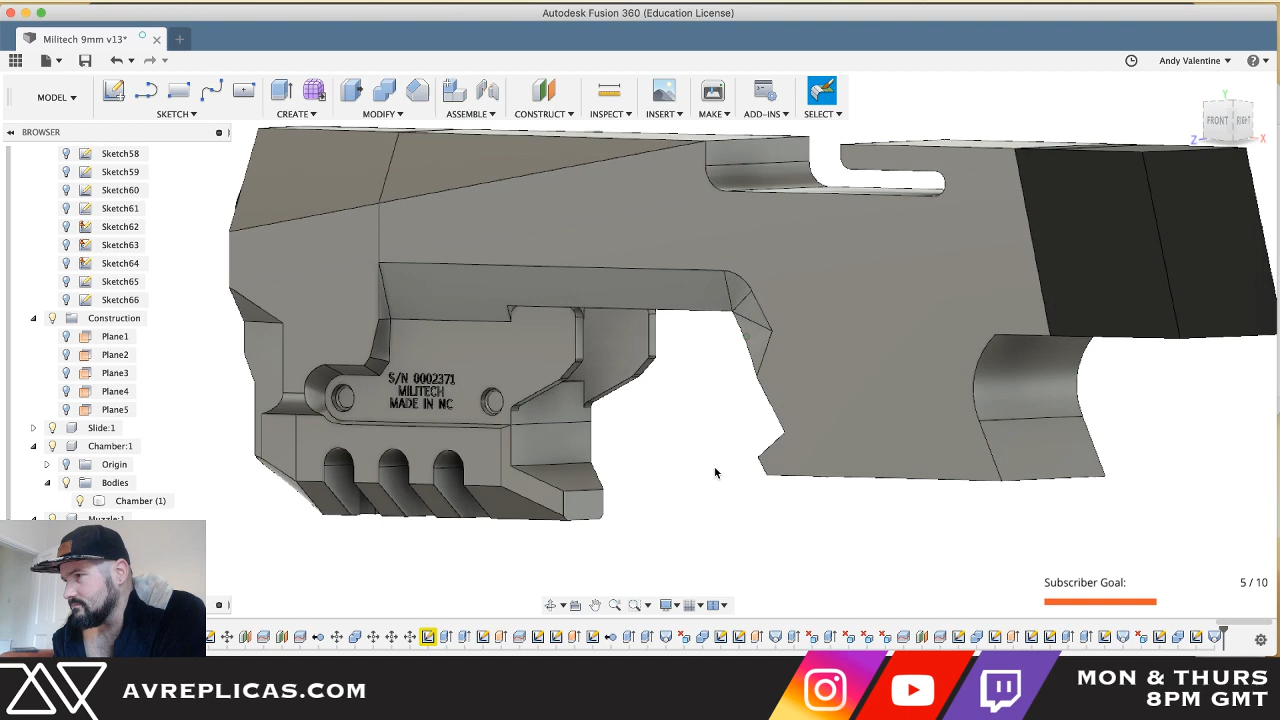 Autodesk Fusion 360 (Education License)
Militech 9mm v13*
Andy Valentine
MODEL
SKETCH
CREATE
MODIFY
ASSEMBLE
CONSTRUCT
INSPECT
INSERT
MAKE
ADD-INS
SELECT
BROWSER
Y
FRONT
RIGHT
Z
X
Sketch58
Sketch59
Sketch60
Sketch61
Sketch62
Sketch63
Sketch64
Sketch65
Sketch66
Construction
Plane1
Plane2
Plane3
Plane4
Plane5
Slide:1
Chamber:1
Origin
Bodies
Chamber (1)
S/N 0002371
MILITECH
MADE IN NC
Subscriber Goal: 5 / 10
AVREPLICAS.COM
MON & THURS
8PM GMT